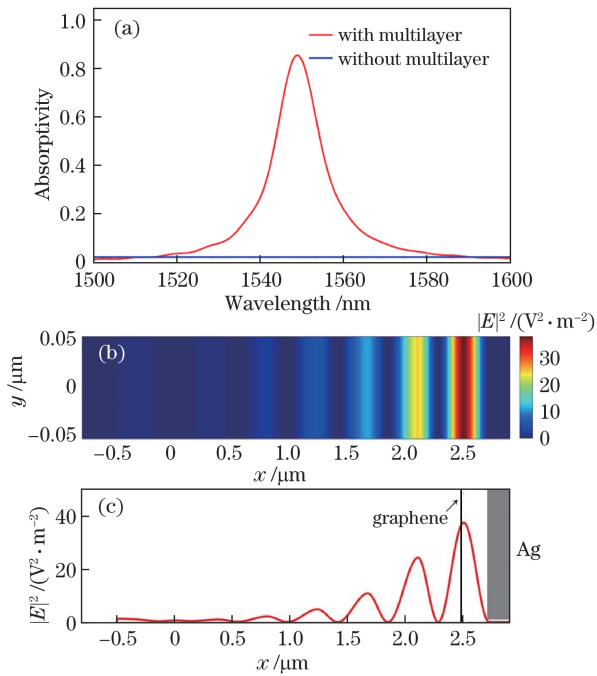 (a)
with multilayer
without multilayer
1.0
0.8
0.6
0.4
0.2
0
Absorptivity
1500 1520 1540 1560 1580 1600
Wavelength /nm
|E|² /(V²·m⁻²)
(b)
0.05
0
−0.05
y /μm
30
20
10
0
−0.5 0 0.5 1.0 1.5 2.0 2.5
x /μm
(c)
graphene
Ag
40
20
0
|E|² /(V²·m⁻²)
−0.5 0 0.5 1.0 1.5 2.0 2.5
x /μm